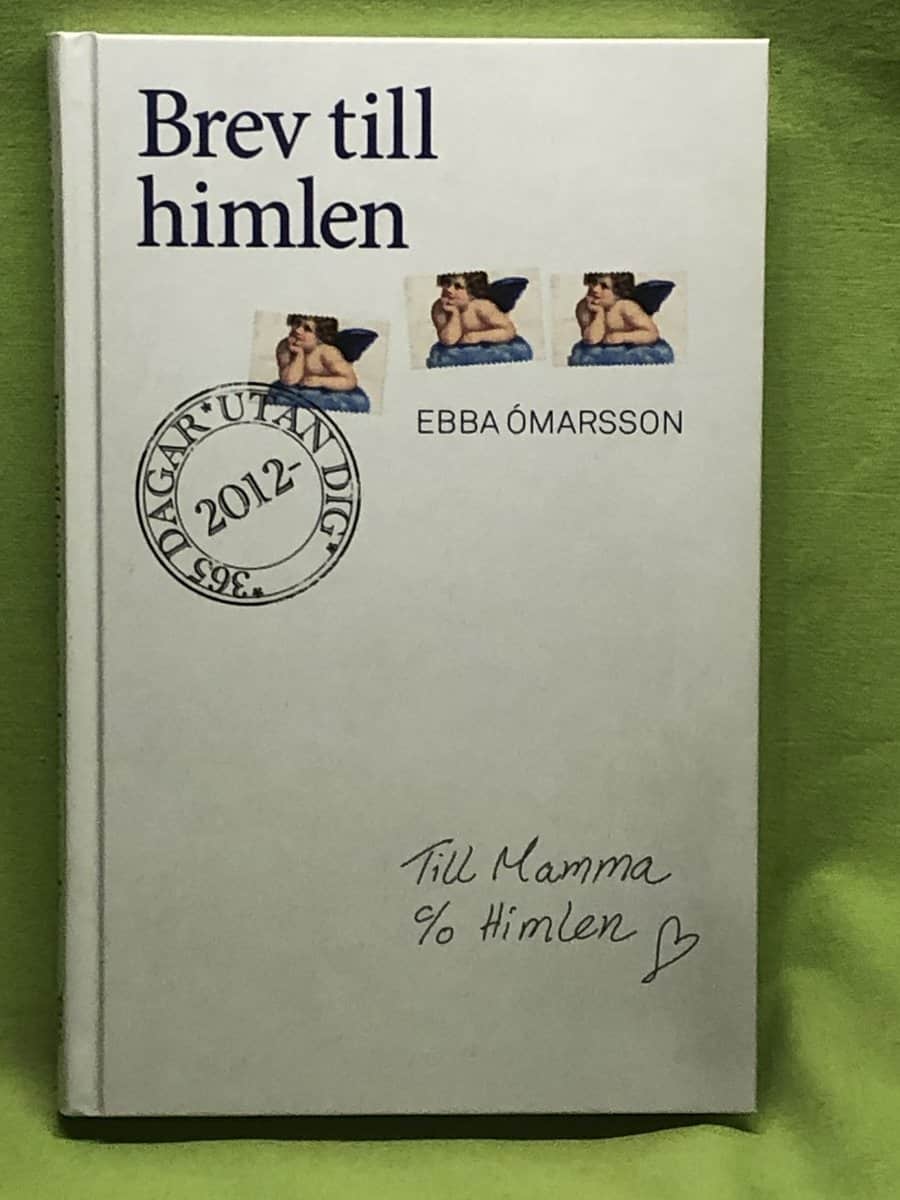 Brev till
himlen
EBBA ÓMARSSON
*365 DAGAR*UTAN DIG*
2012-
Till Mamma
c/o Himlen